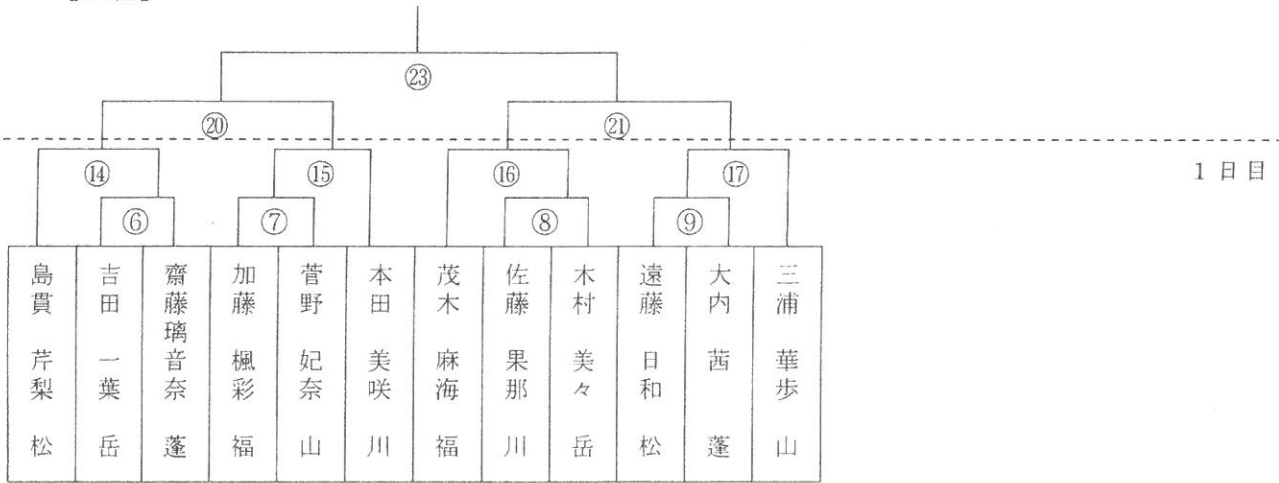 ㉓
⑳ ㉑
⑭ ⑮ ⑯ ⑰ 1日目
⑥ ⑦ ⑧ ⑨
島貫 芹梨 松
吉田 一葉 岳
齋藤璃音奈 蓬
加藤 楓彩 福
菅野 妃奈 山
本田 美咲 川
茂木 麻海 福
佐藤 果那 川
木村 美々 岳
遠藤 日和 松
大内 茜 蓬
三浦 華歩 山